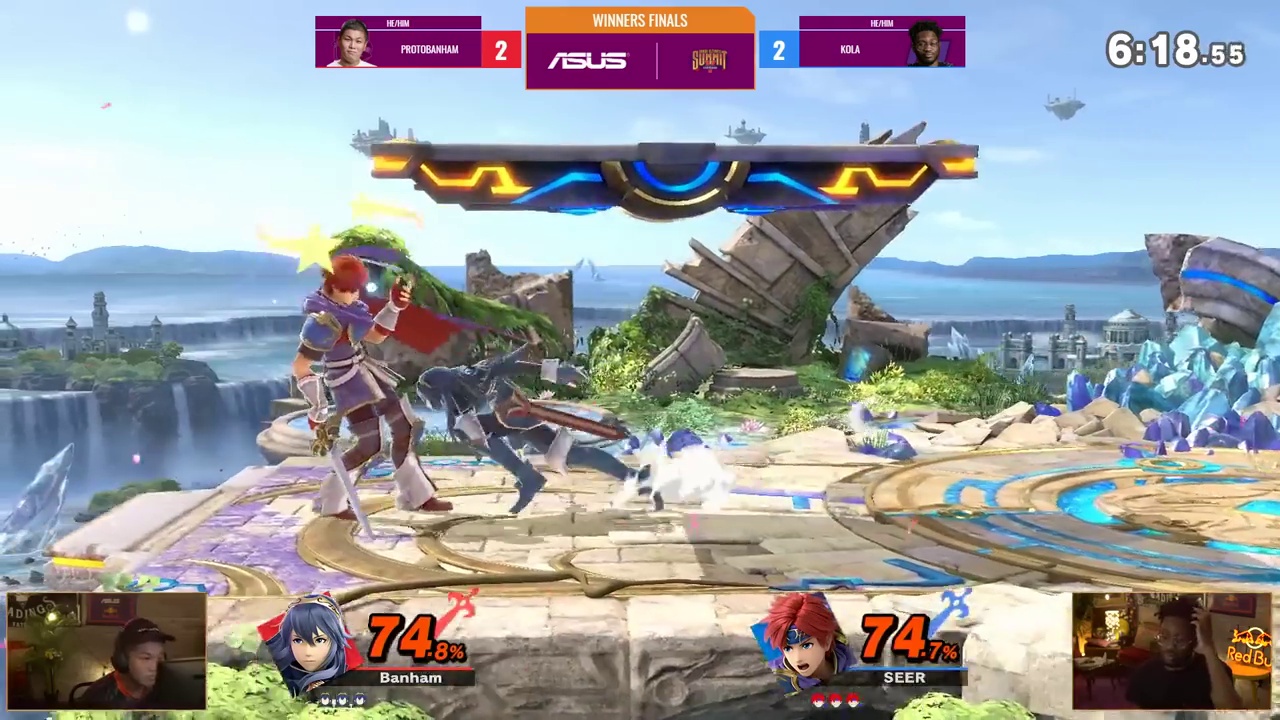 HE/HIM
PROTOBANHAM
2
WINNERS FINALS
ASUS
SUMMIT
2
HE/HIM
KOLA
6:18.55
74.8%
Banham
74.7%
SEER
Red Bu